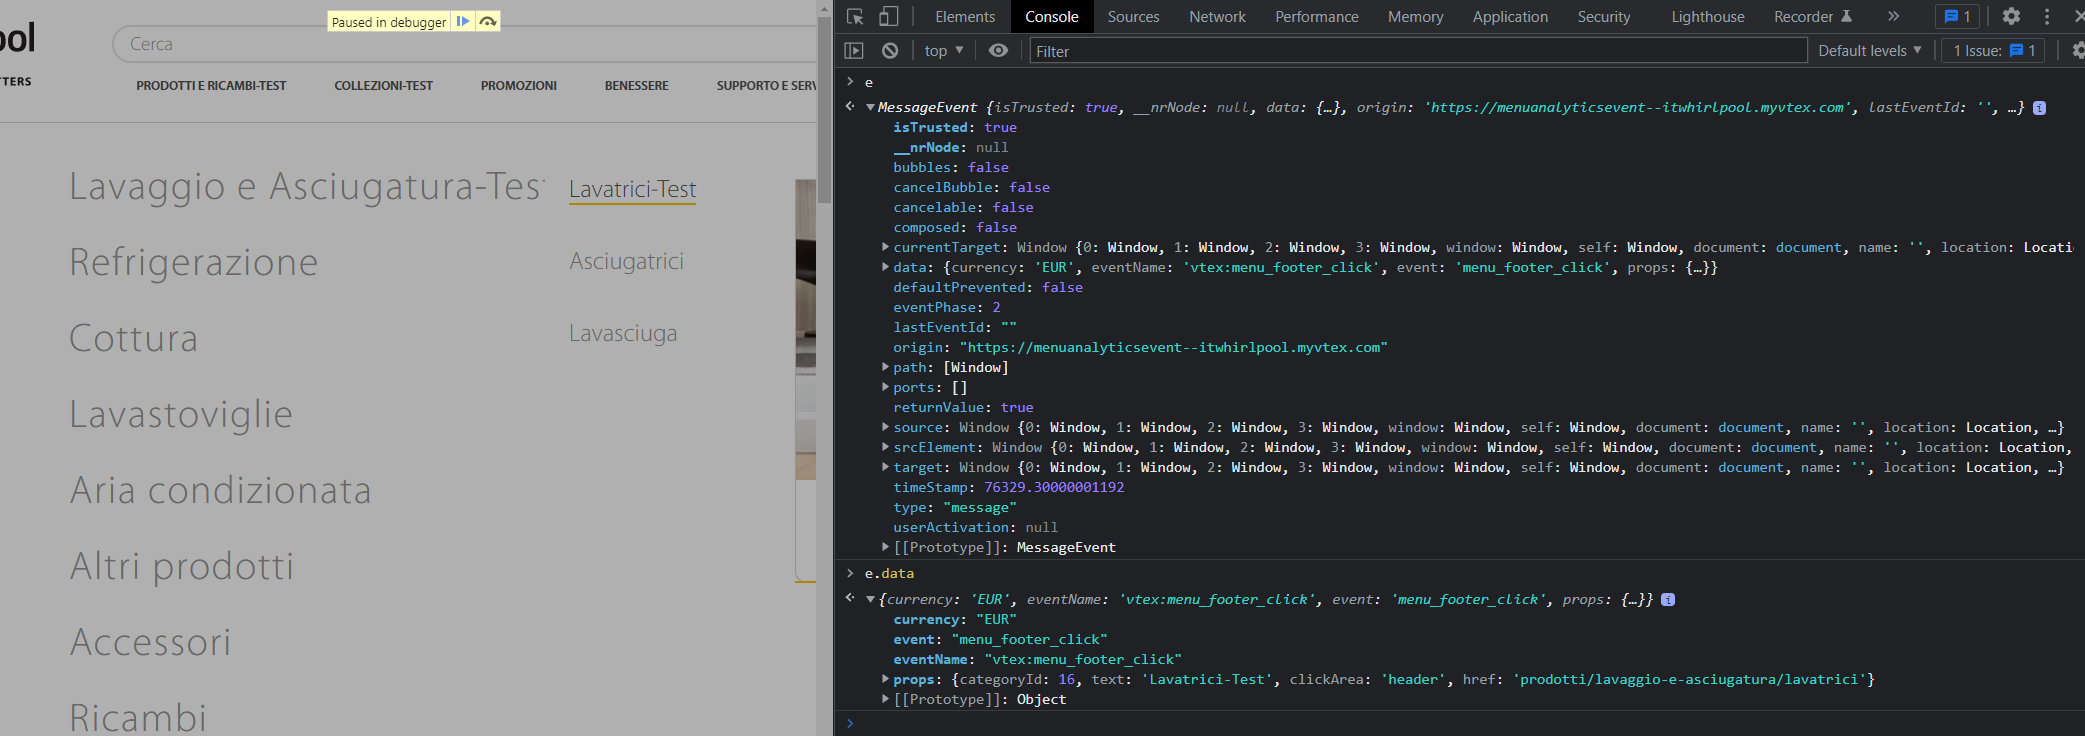 Paused in debugger
ool
Cerca
TTERS
PRODOTTI E RICAMBI-TEST COLLEZIONI-TEST PROMOZIONI BENESSERE SUPPORTO E SERV
Lavaggio e Asciugatura-Tes
Refrigerazione
Cottura
Lavastoviglie
Aria condizionata
Altri prodotti
Accessori
Ricambi
Lavatrici-Test
Asciugatrici
Lavasciuga
Elements Console Sources Network Performance Memory Application Security Lighthouse Recorder » 1
top ▼ Filter Default levels ▼ 1 Issue: 1
> e
▼MessageEvent {isTrusted: true, __nrNode: null, data: {…}, origin: 'https://menuanalyticsevent--itwhirlpool.myvtex.com', lastEventId: '', …} i
isTrusted: true
__nrNode: null
bubbles: false
cancelBubble: false
cancelable: false
composed: false
▶currentTarget: Window {0: Window, 1: Window, 2: Window, 3: Window, window: Window, self: Window, document: document, name: '', location: Locati
▶data: {currency: 'EUR', eventName: 'vtex:menu_footer_click', event: 'menu_footer_click', props: {…}}
defaultPrevented: false
eventPhase: 2
lastEventId: ""
origin: "https://menuanalyticsevent--itwhirlpool.myvtex.com"
▶path: [Window]
▶ports: []
returnValue: true
▶source: Window {0: Window, 1: Window, 2: Window, 3: Window, window: Window, self: Window, document: document, name: '', location: Location, …}
▶srcElement: Window {0: Window, 1: Window, 2: Window, 3: Window, window: Window, self: Window, document: document, name: '', location: Location,
▶target: Window {0: Window, 1: Window, 2: Window, 3: Window, window: Window, self: Window, document: document, name: '', location: Location, …}
timeStamp: 76329.30000001192
type: "message"
userActivation: null
▶[[Prototype]]: MessageEvent
> e.data
▼{currency: 'EUR', eventName: 'vtex:menu_footer_click', event: 'menu_footer_click', props: {…}} i
currency: "EUR"
event: "menu_footer_click"
eventName: "vtex:menu_footer_click"
▶props: {categoryId: 16, text: 'Lavatrici-Test', clickArea: 'header', href: 'prodotti/lavaggio-e-asciugatura/lavatrici'}
▶[[Prototype]]: Object
>